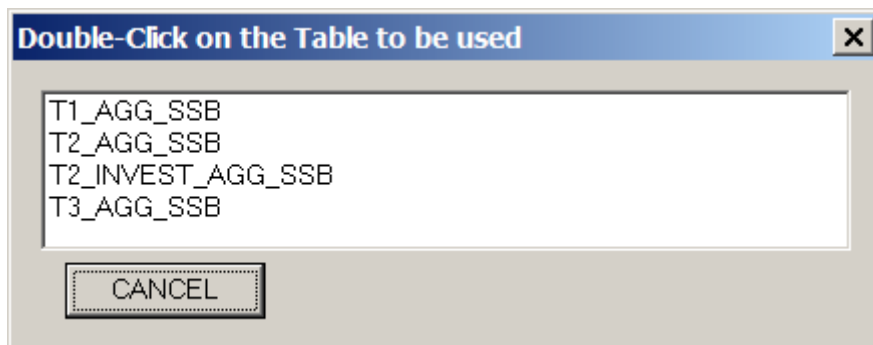 Double-Click on the Table to be used
T1_AGG_SSB
T2_AGG_SSB
T2_INVEST_AGG_SSB
T3_AGG_SSB
CANCEL